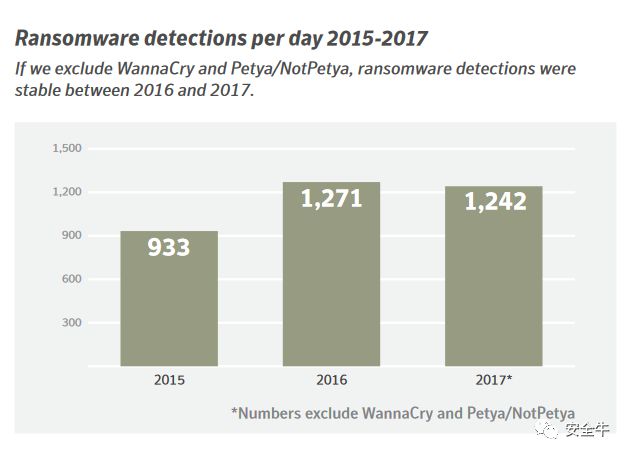 Ransomware detections per day 2015-2017
If we exclude WannaCry and Petya/NotPetya, ransomware detections were
stable between 2016 and 2017.
1,500
1,200
900
600
300
933
1,271
1,242
2015
2016
2017*
*Numbers exclude WannaCry and Petya/NotPetya
安全牛